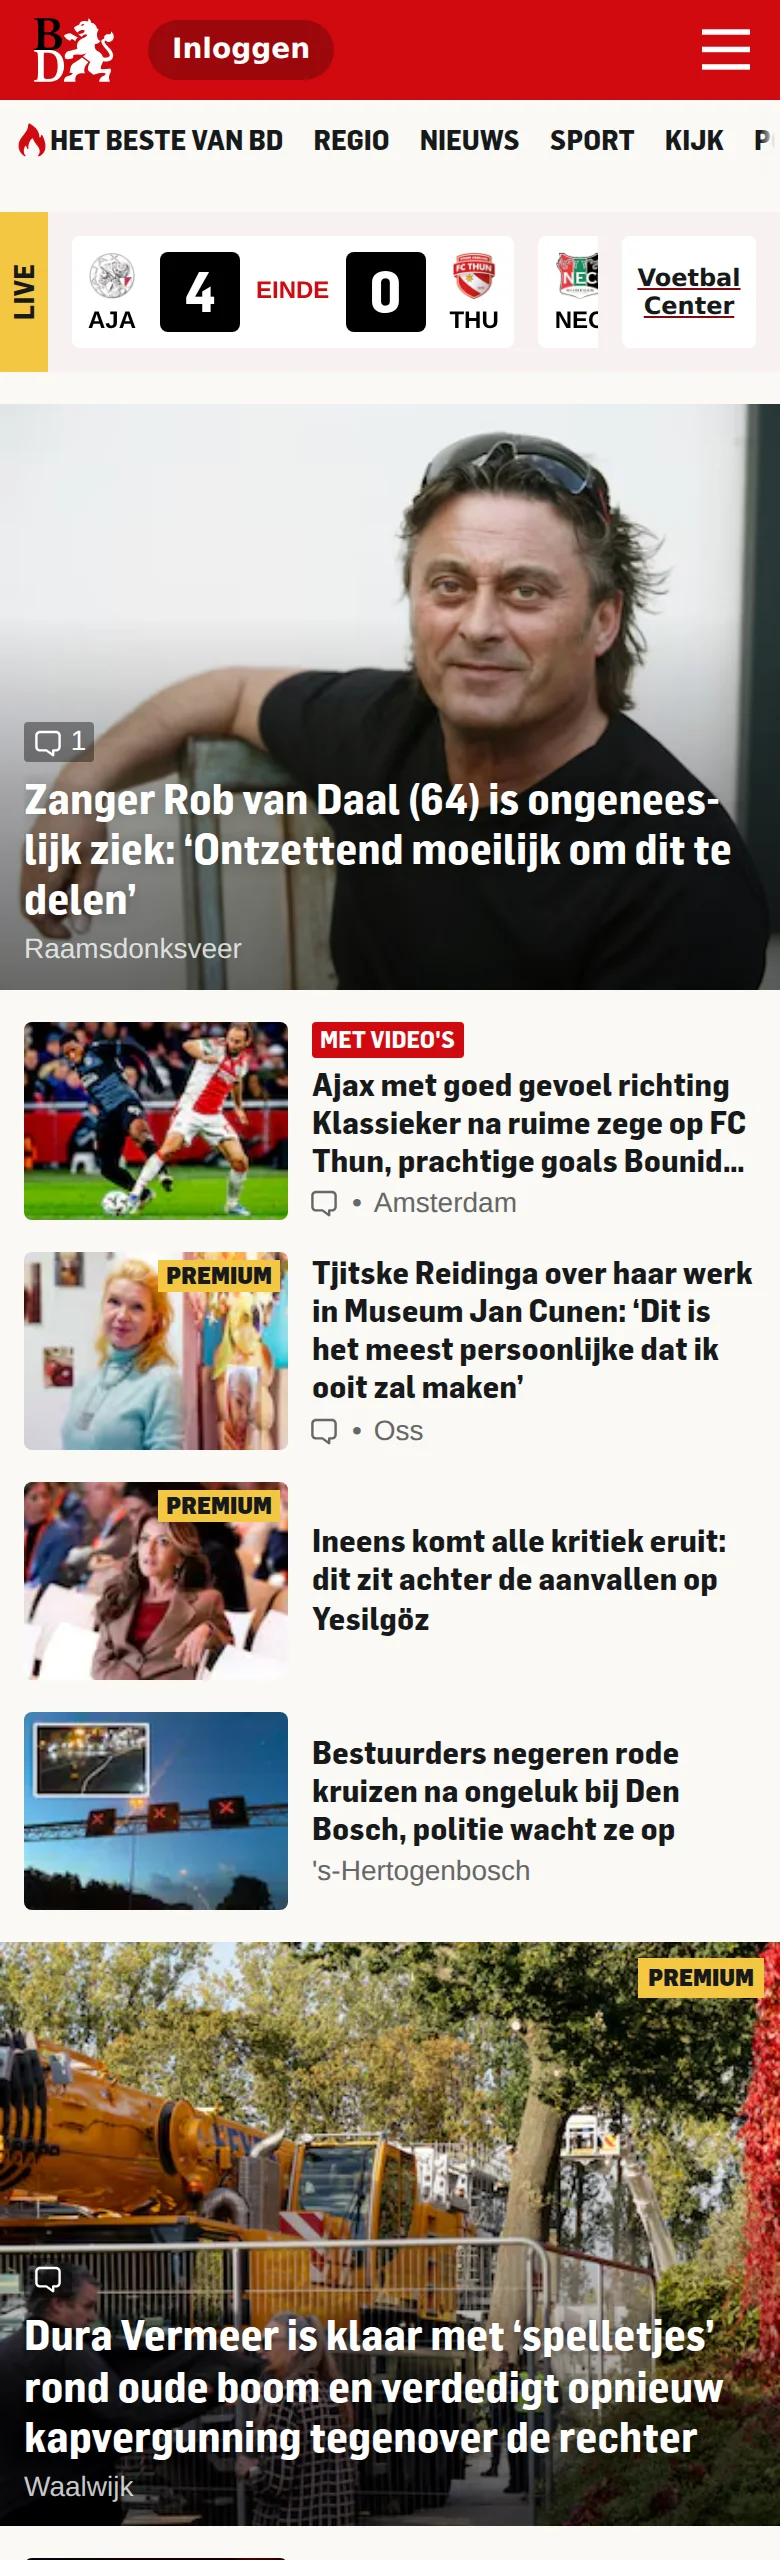 BD
Inloggen
HET BESTE VAN BD REGIO NIEUWS SPORT KIJK
LIVE
AJA
4
EINDE
0
FC THUN
THU
NEC
NEC
Voetbal
Center
1
Zanger Rob van Daal (64) is ongenees-
lijk ziek: ‘Ontzettend moeilijk om dit te
delen’
Raamsdonksveer
MET VIDEO'S
Ajax met goed gevoel richting
Klassieker na ruime zege op FC
Thun, prachtige goals Bounid...
• Amsterdam
PREMIUM
Tjitske Reidinga over haar werk
in Museum Jan Cunen: ‘Dit is
het meest persoonlijke dat ik
ooit zal maken’
• Oss
PREMIUM
Ineens komt alle kritiek eruit:
dit zit achter de aanvallen op
Yesilgöz
Bestuurders negeren rode
kruizen na ongeluk bij Den
Bosch, politie wacht ze op
's-Hertogenbosch
PREMIUM
Dura Vermeer is klaar met ‘spelletjes’
rond oude boom en verdedigt opnieuw
kapvergunning tegenover de rechter
Waalwijk